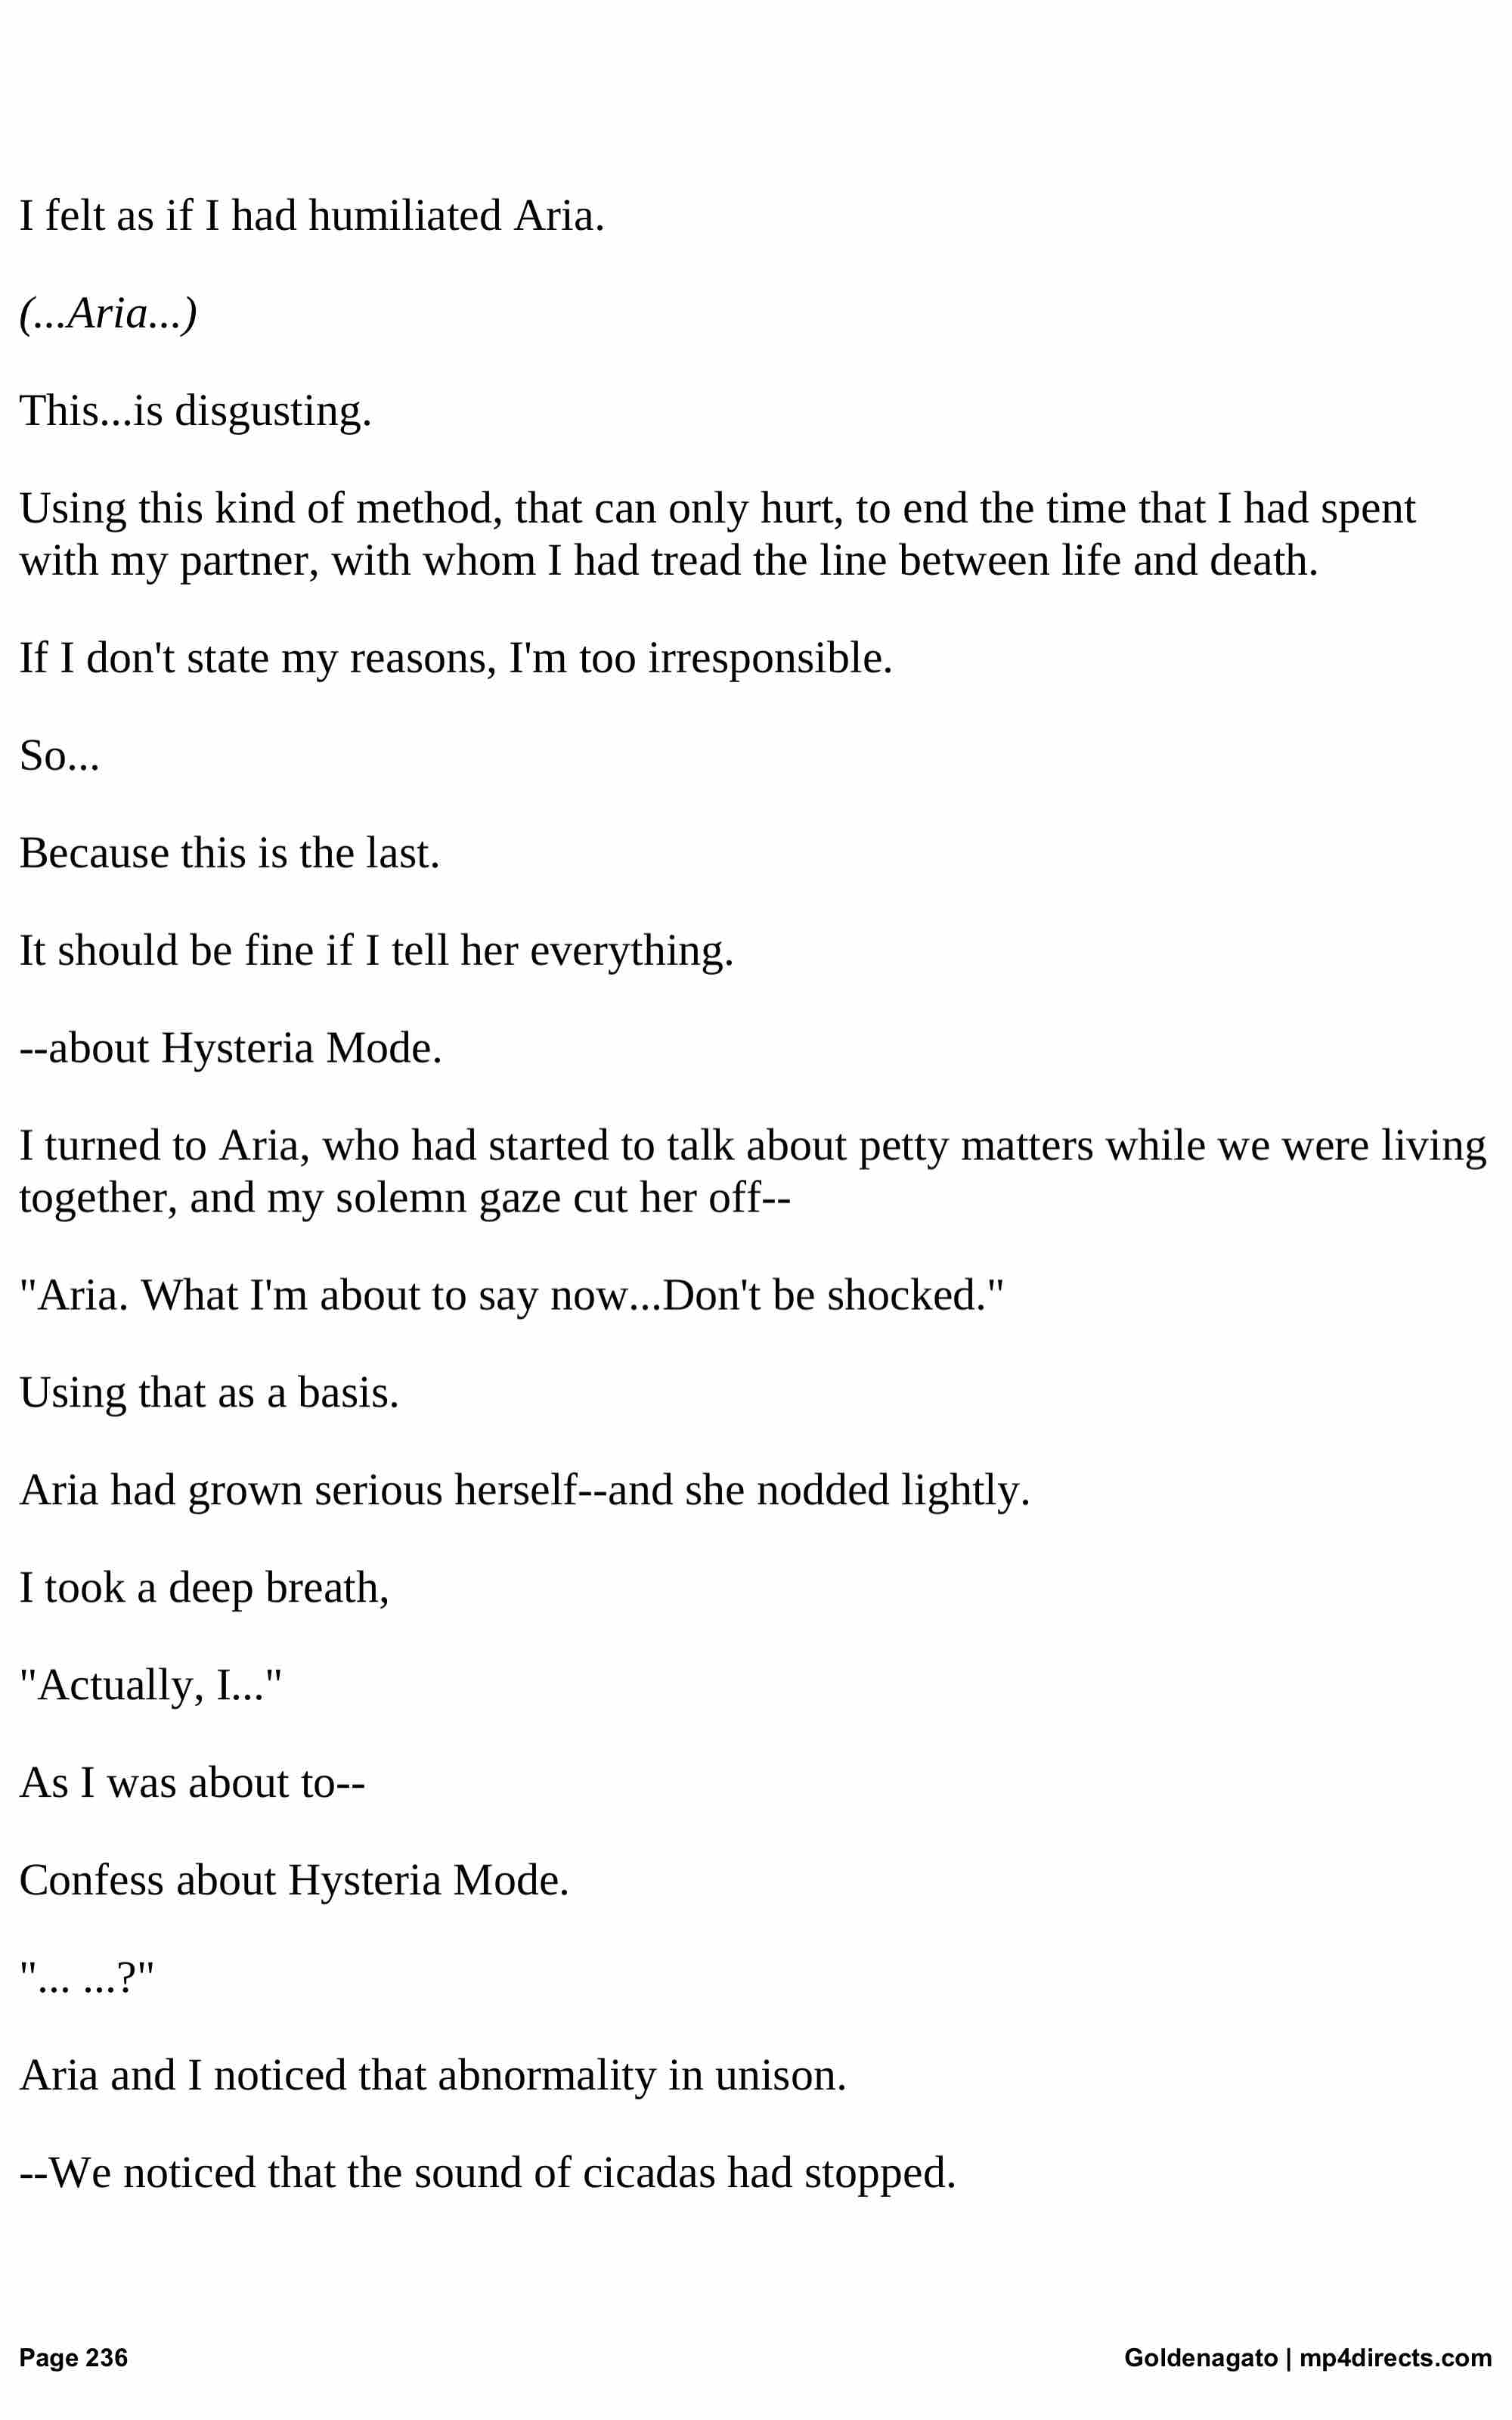 I felt as if I had humiliated Aria.
(...Aria...)
This...is disgusting.
Using this kind of method, that can only hurt, to end the time that I had spent
with my partner, with whom I had tread the line between life and death.
If I don't state my reasons, I'm too irresponsible.
So...
Because this is the last.
It should be fine if I tell her everything.
--about Hysteria Mode.
I turned to Aria, who had started to talk about petty matters while we were living
together, and my solemn gaze cut her off--
"Aria. What I'm about to say now...Don't be shocked."
Using that as a basis.
Aria had grown serious herself--and she nodded lightly.
I took a deep breath,
"Actually, I..."
As I was about to--
Confess about Hysteria Mode.
"... ...?"
Aria and I noticed that abnormality in unison.
--We noticed that the sound of cicadas had stopped.
Page 236
Goldenagato | mp4directs.com